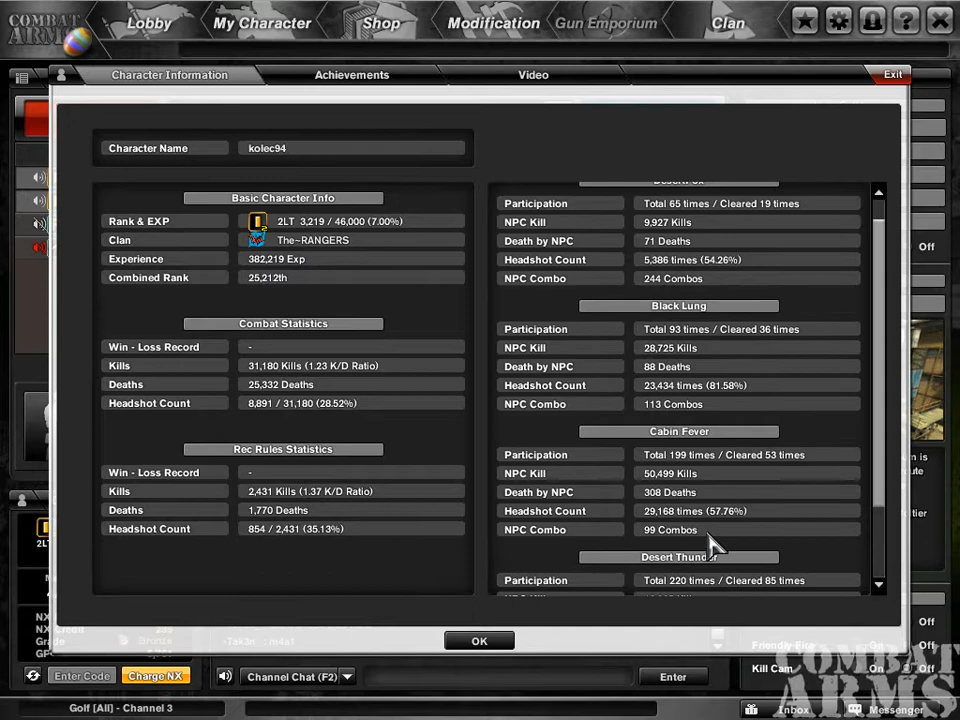 COMBAT ARMS
Lobby
My Character
Shop
Modification
Gun Emporium
Clan
Character Information
Achievements
Video
Exit
Character Name kolec94
Basic Character Info
Rank & EXP 2LT 3,219 / 46,000 (7.00%)
Clan The~RANGERS
Experience 382,219 Exp
Combined Rank 25,212th
Combat Statistics
Win - Loss Record -
Kills 31,180 Kills (1.23 K/D Ratio)
Deaths 25,332 Deaths
Headshot Count 8,891 / 31,180 (28.52%)
Rec Rules Statistics
Win - Loss Record -
Kills 2,431 Kills (1.37 K/D Ratio)
Deaths 1,770 Deaths
Headshot Count 854 / 2,431 (35.13%)
Participation Total 65 times / Cleared 19 times
NPC Kill 9,927 Kills
Death by NPC 71 Deaths
Headshot Count 5,386 times (54.26%)
NPC Combo 244 Combos
Black Lung
Participation Total 93 times / Cleared 36 times
NPC Kill 28,725 Kills
Death by NPC 88 Deaths
Headshot Count 23,434 times (81.58%)
NPC Combo 113 Combos
Cabin Fever
Participation Total 199 times / Cleared 53 times
NPC Kill 50,499 Kills
Death by NPC 308 Deaths
Headshot Count 29,168 times (57.76%)
NPC Combo 99 Combos
Desert Thunder
Participation Total 220 times / Cleared 85 times
OK
Off
Off
Friendly Fire On
Kill Cam On Off
Enter Code
Charge NX
Channel Chat (F2)
Enter
Golf [All] - Channel 3
Inbox
Messenger
COMBAT ARMS